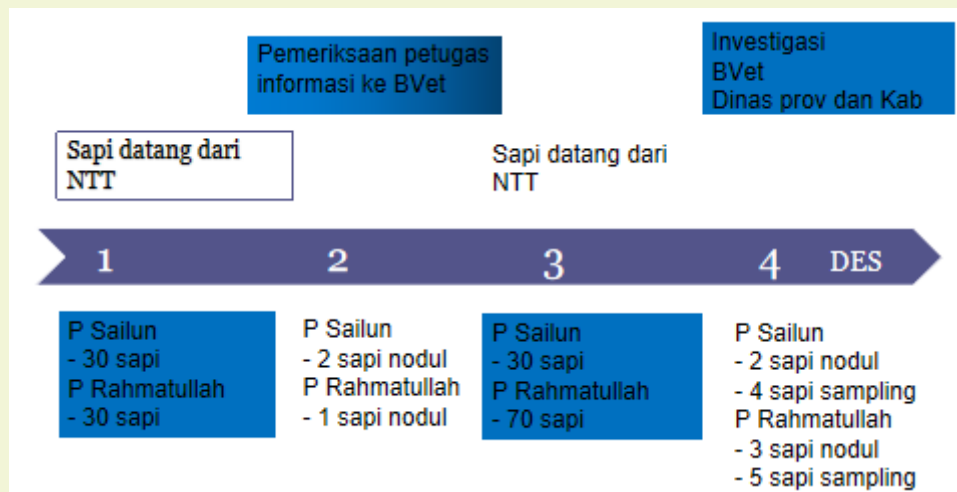 Pemeriksaan petugas
informasi ke BVet
Investigasi
BVet
Dinas prov dan Kab
Sapi datang dari
NTT
Sapi datang dari
NTT
1
2
3
4
DES
P Sailun
- 30 sapi
P Rahmatullah
- 30 sapi
P Sailun
- 2 sapi nodul
P Rahmatullah
- 1 sapi nodul
P Sailun
- 30 sapi
P Rahmatullah
- 70 sapi
P Sailun
- 2 sapi nodul
- 4 sapi sampling
P Rahmatullah
- 3 sapi nodul
- 5 sapi sampling